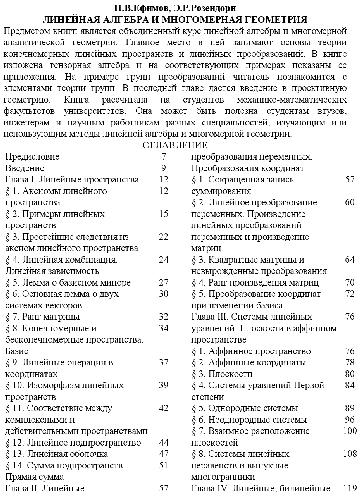 Н.В.Ефимов, Э.Р.Розендорн
ЛИНЕЙНАЯ АЛГЕБРА И МНОГОМЕРНАЯ ГЕОМЕТРИЯ
Предметом книги является объединенный курс линейной алгебры и многомерной
аналитической геометрии. Главное место в ней занимают основы теории
конечномерных линейных пространств и линейных преобразований. В книге
изложена тензорная алгебра и на соответствующих примерах показаны ее
приложения. На примере групп преобразований читатель познакомится с
элементами теории групп. В последней главе дается введение в проективную
геометрию. Книга рассчитана на студентов механико-математических
факультетов университетов. Она может быть полезна студентам втузов,
инженерам и научным работникам разных специальностей, изучающим или
использующим методы линейной алгебры и многомерной геометрии.
ОГЛАВЛЕНИЕ
Предисловие 7
Введение 9
Глава I. Линейные пространства 12
§ 1. Аксиомы линейного 12
пространства
§ 2. Примеры линейных 15
пространств
§ 3. Простейшие следствия из 22
аксиом линейного пространства
§ 4. Линейная комбинация. 24
Линейная зависимость
§ 5. Лемма о базисном миноре 27
§ 6. Основная лемма о двух 30
системах векторов
§ 7. Ранг матрицы 32
§ 8. Конечномерные и 34
бесконечномерные пространства.
Базис
§ 9. Линейные операции в 37
координатах
§ 10. Изоморфизм линейных 39
пространств
§ 11. Соответствие между 42
комплексными и
действительными пространствами
§ 12. Линейное подпространство 44
§ 13. Линейная оболочка 47
§ 14. Сумма подпространств. 51
Прямая сумма
Глава II. Линейные 57
преобразования переменных.
Преобразования координат
§ 1. Сокращенная запись 57
суммирования
§ 2. Линейное преобразование 60
переменных. Произведение
линейных преобразований
переменных и произведение
матриц
§ 3. Квадратные матрицы и 64
невырожденные преобразования
§ 4. Ранг произведения матриц 70
§ 5. Преобразование координат 72
при изменении базиса
Глава III. Системы линейных 76
уравнений. Плоскости в аффинном
пространстве
§ 1. Аффинное пространство 76
§ 2. Аффинные координаты 78
§ 3. Плоскости 80
§ 4. Системы уравнений первой 84
степени
§ 5. Однородные системы 89
§ 6. Неоднородные системы 96
§ 7. Взаимное расположение 100
плоскостей
§ 8. Системы линейных 108
неравенств и выпуклые
многогранники
Глава IV. Линейные, билинейные 119